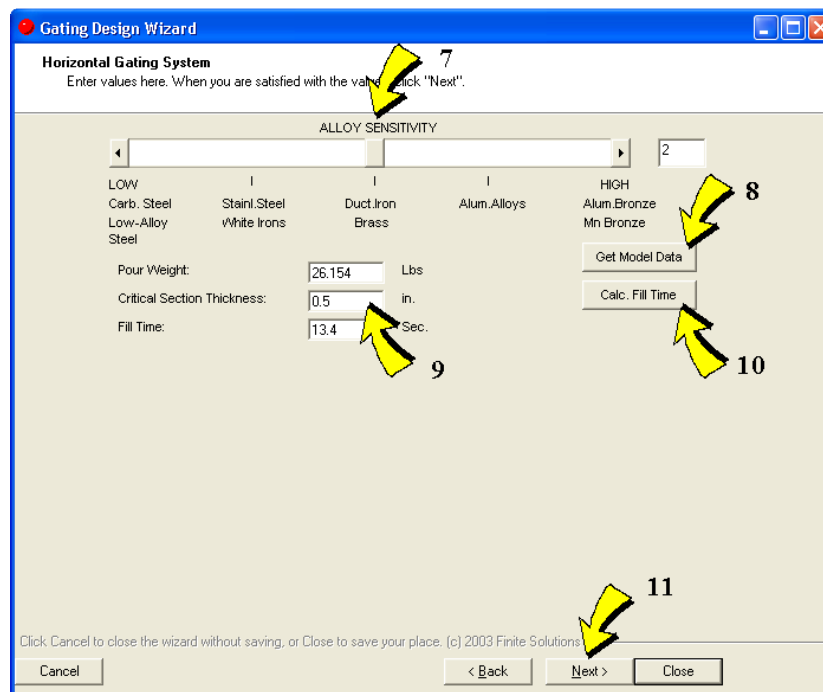 Gating Design Wizard
Horizontal Gating System
7
Enter values here. When you are satisfied with the value click "Next".
ALLOY SENSITIVITY
2
LOW HIGH
Carb. Steel Stainl.Steel Duct.Iron Alum.Alloys Alum.Bronze
Low-Alloy White Irons Brass Mn Bronze
Steel
8
Get Model Data
Pour Weight: 26.154 Lbs
Critical Section Thickness: 0.5 in.
Calc. Fill Time
Fill Time: 13.4 Sec.
9
10
11
Click Cancel to close the wizard without saving, or Close to save your place. (c) 2003 Finite Solutions
Cancel < Back Next > Close